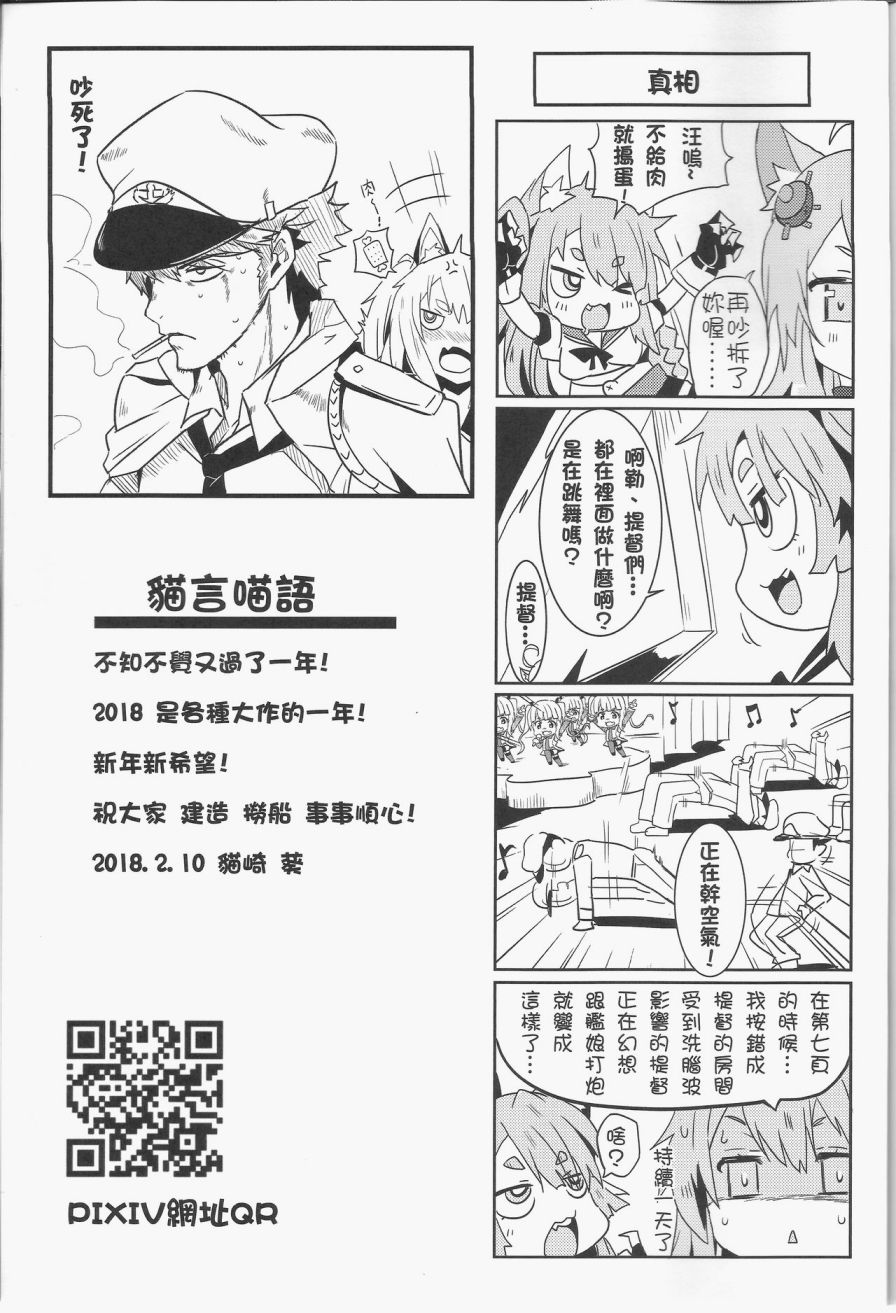 真相
汪嗚~
不給肉
就搗蛋!
再吵拆了
妳喔……
啊勒、提督們…
都在裡面做什麼啊?
是在跳舞嗎?
提督…
正在幹空氣!
在第七頁
的時候…
我按錯成
提督的房間
受到洗腦波
影響的提督
正在幻想
跟艦娘打炮
就變成
這樣了…
啥?
持續一天了
吵死了!
肉~~!
貓言喵語
不知不覺又過了一年!
2018 是各種大作的一年!
新年新希望!
祝大家 建造 撈船 事事順心!
2018.2.10 貓崎 葵
PIXIV網址QR